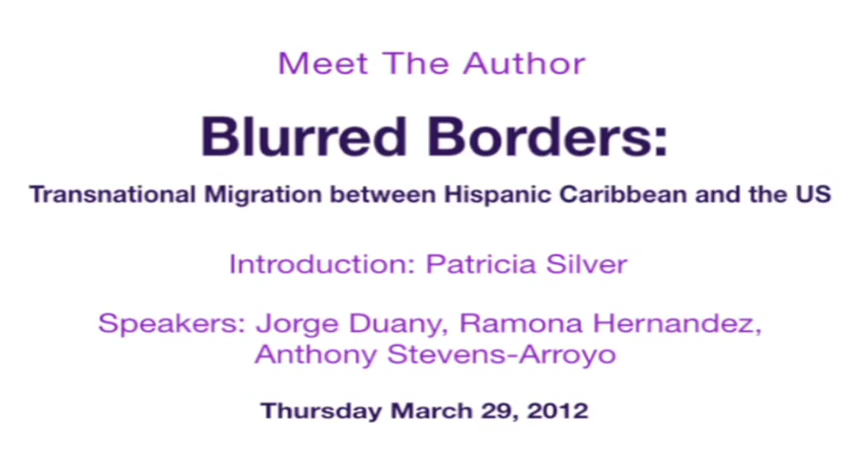 Meet The Author
Blurred Borders:
Transnational Migration between Hispanic Caribbean and the US
Introduction: Patricia Silver
Speakers: Jorge Duany, Ramona Hernandez,
Anthony Stevens-Arroyo
Thursday March 29, 2012